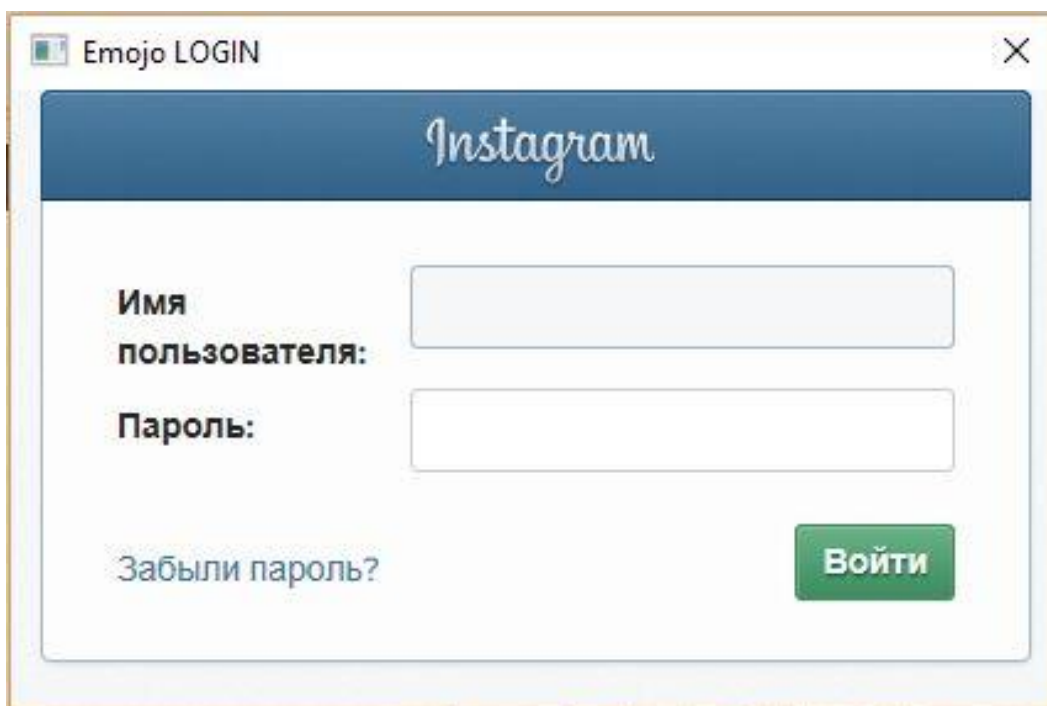 Emojo LOGIN
Instagram
Имя
пользователя:
Пароль:
Забыли пароль?
Войти